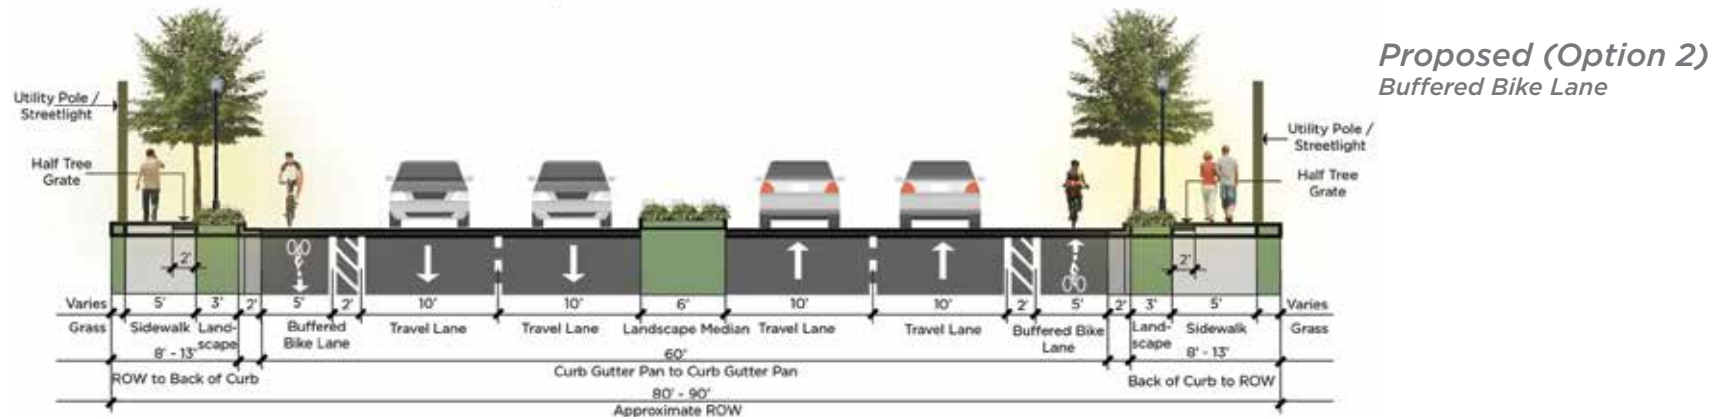 Proposed (Option 2)
Buffered Bike Lane
Utility Pole /
Streetlight
Half Tree
Grate
Utility Pole /
Streetlight
Half Tree
Grate
2'
2'
Varies 5' 3' 2' 5' 2' 10' 10' 6' 10' 10' 2' 5' 2' 3' 5' Varies
Grass Sidewalk Land- Buffered Travel Lane Travel Lane Landscape Median Travel Lane Travel Lane Buffered Bike Land- Sidewalk Grass
scape Bike Lane Lane scape
8' - 13' 60' 8' - 13'
ROW to Back of Curb Curb Gutter Pan to Curb Gutter Pan Back of Curb to ROW
80' - 90'
Approximate ROW